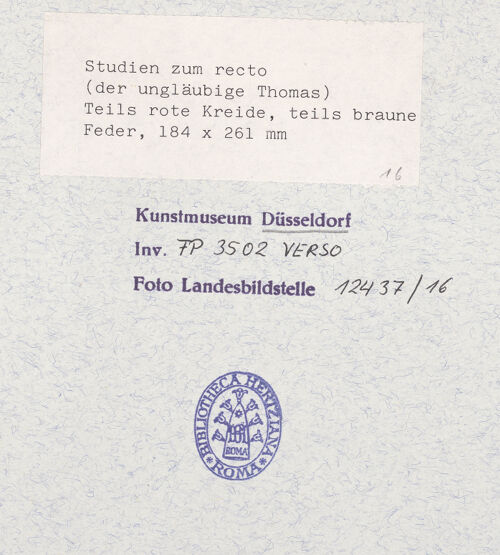 Studien zum recto
(der ungläubige Thomas)
Teils rote Kreide, teils braune
Feder, 184 x 261 mm
16
Kunstmuseum Düsseldorf
Inv. FP 3502 VERSO
Foto Landesbildstelle 12437/16
BIBLIOTHECA HERTZIANA
ROMA
ROMA